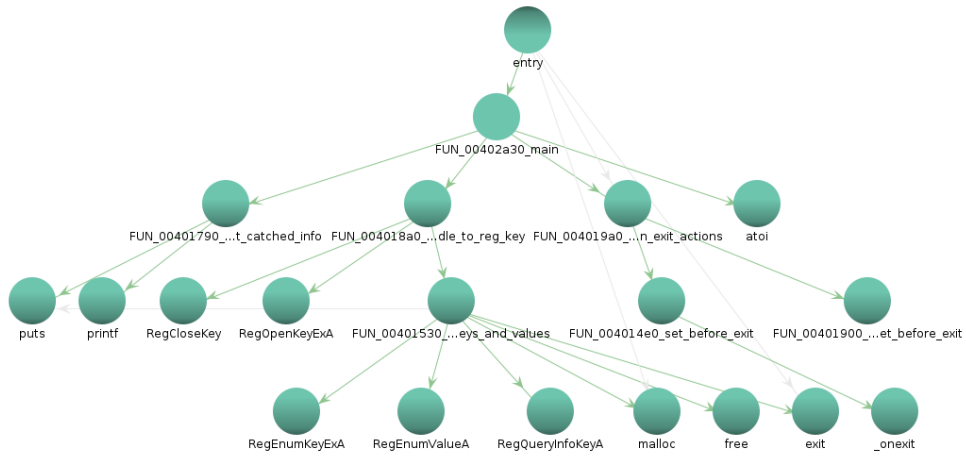 entry
FUN_00402a30_main
FUN_00401790_...t_catched_info
FUN_004018a0_...dle_to_reg_key
FUN_004019a0_...n_exit_actions
atoi
puts
printf
RegCloseKey
RegOpenKeyExA
FUN_00401530_...eys_and_values
FUN_004014e0_set_before_exit
FUN_00401900_...et_before_exit
RegEnumKeyExA
RegEnumValueA
RegQueryInfoKeyA
malloc
free
exit
_onexit